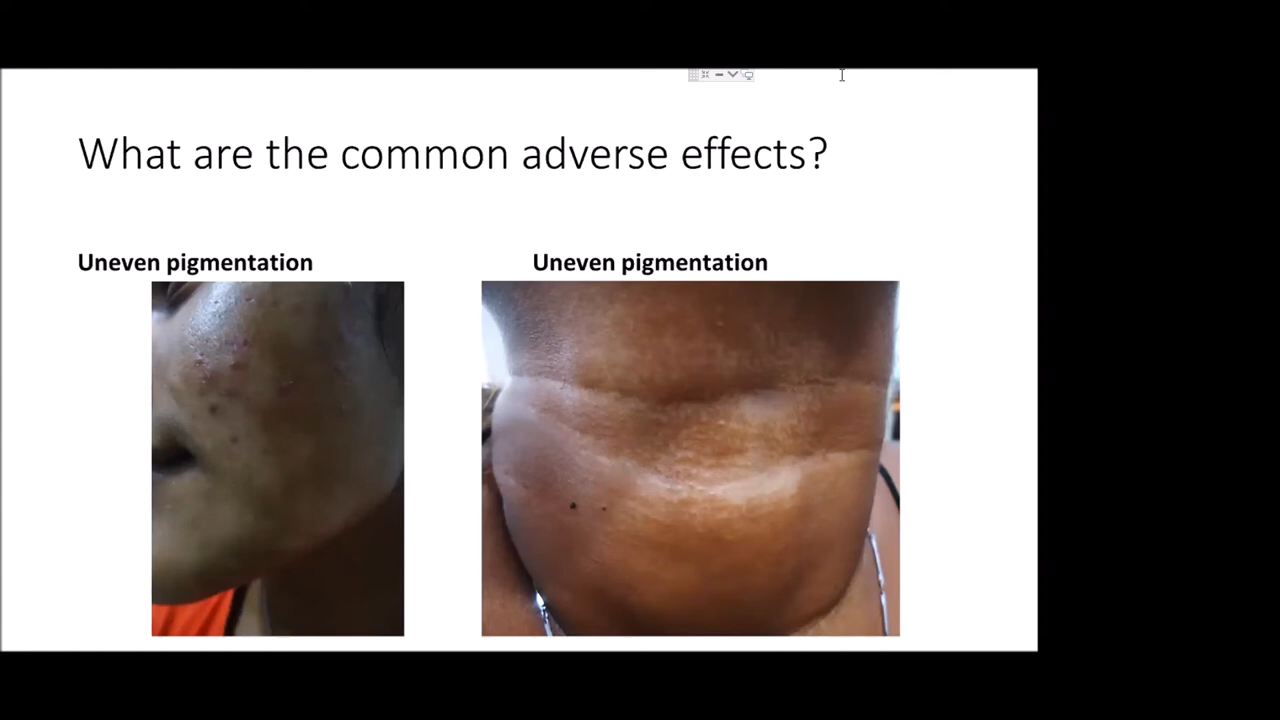 What are the common adverse effects?
Uneven pigmentation
Uneven pigmentation